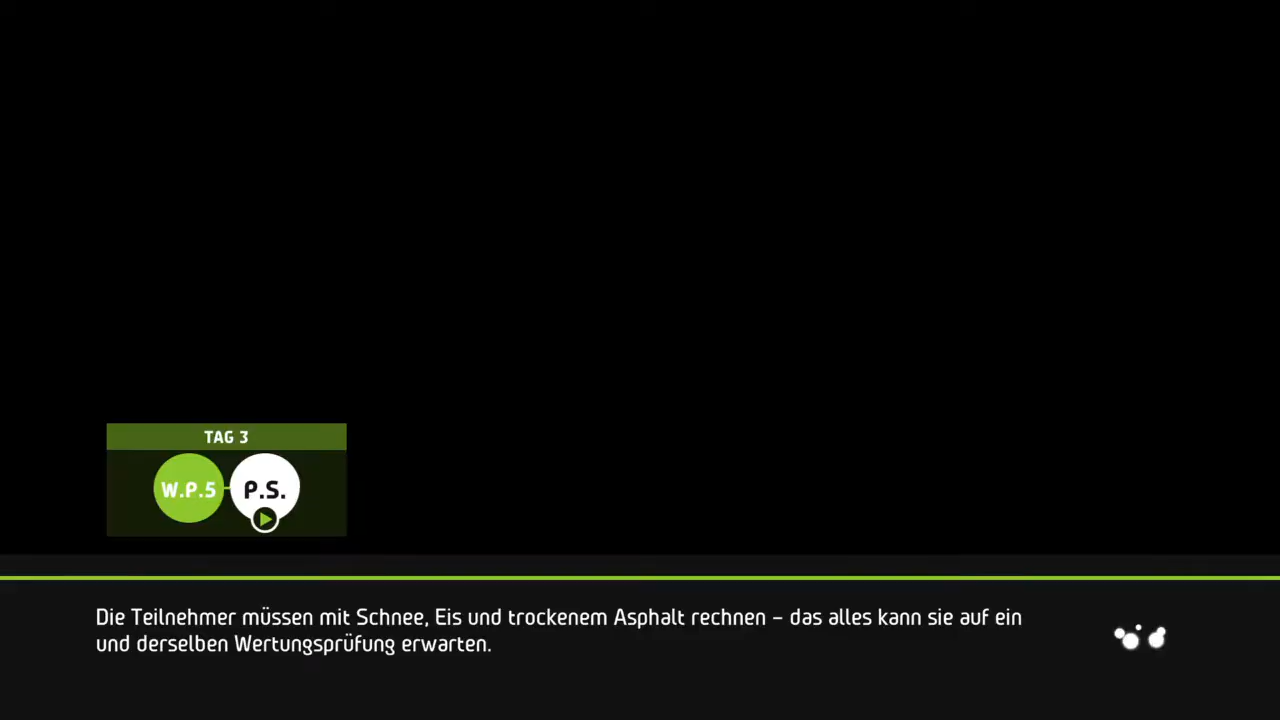 TAG 3
W.P.5
P.S.
Die Teilnehmer müssen mit Schnee, Eis und trockenem Asphalt rechnen – das alles kann sie auf ein
und derselben Wertungsprüfung erwarten.